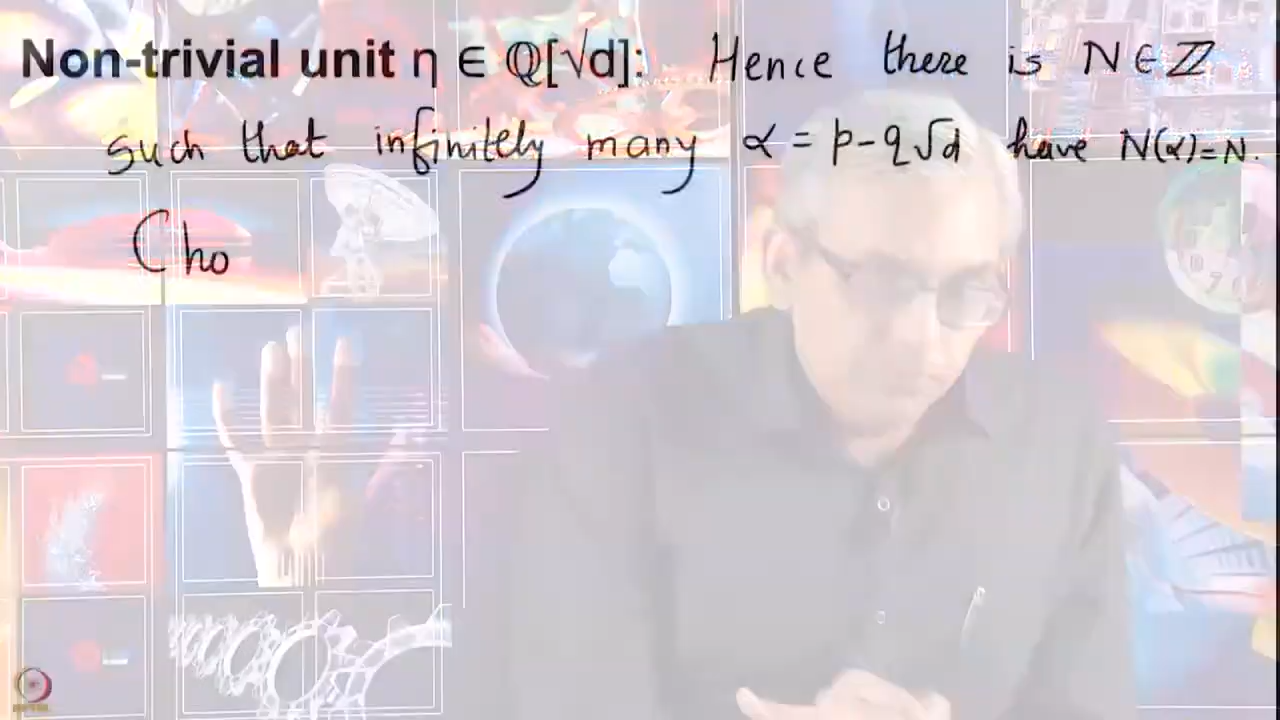 Non-trivial unit η ∈ ℚ[√d]: Hence there is N ∈ ℤ
such that infinitely many α = p-q√d have N(α)=N.
Cho